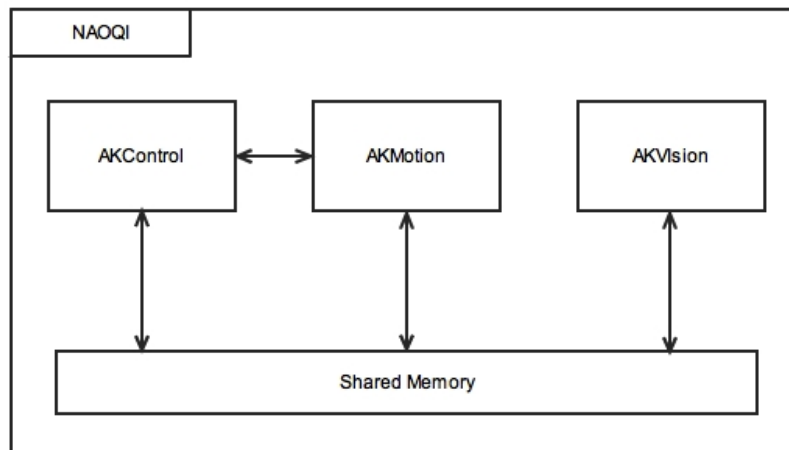 NAOQI
AKControl
AKMotion
AKVIsion
Shared Memory